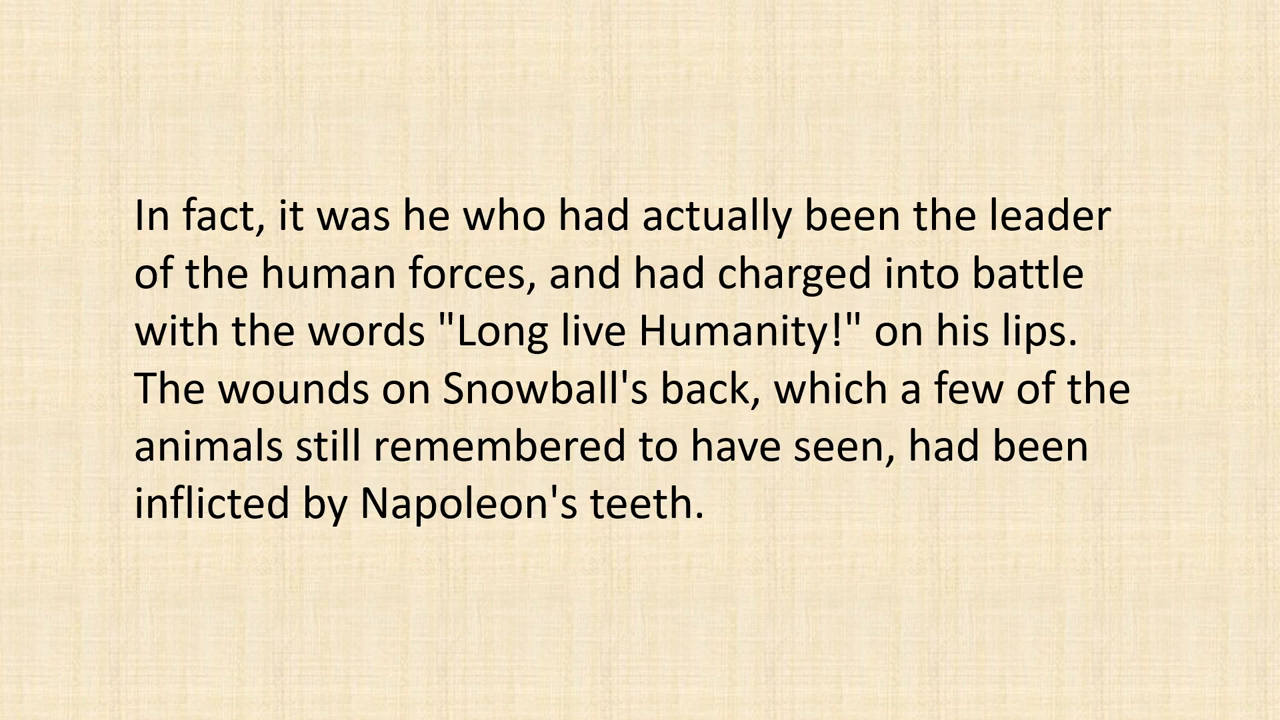 In fact, it was he who had actually been the leader
of the human forces, and had charged into battle
with the words "Long live Humanity!" on his lips.
The wounds on Snowball's back, which a few of the
animals still remembered to have seen, had been
inflicted by Napoleon's teeth.